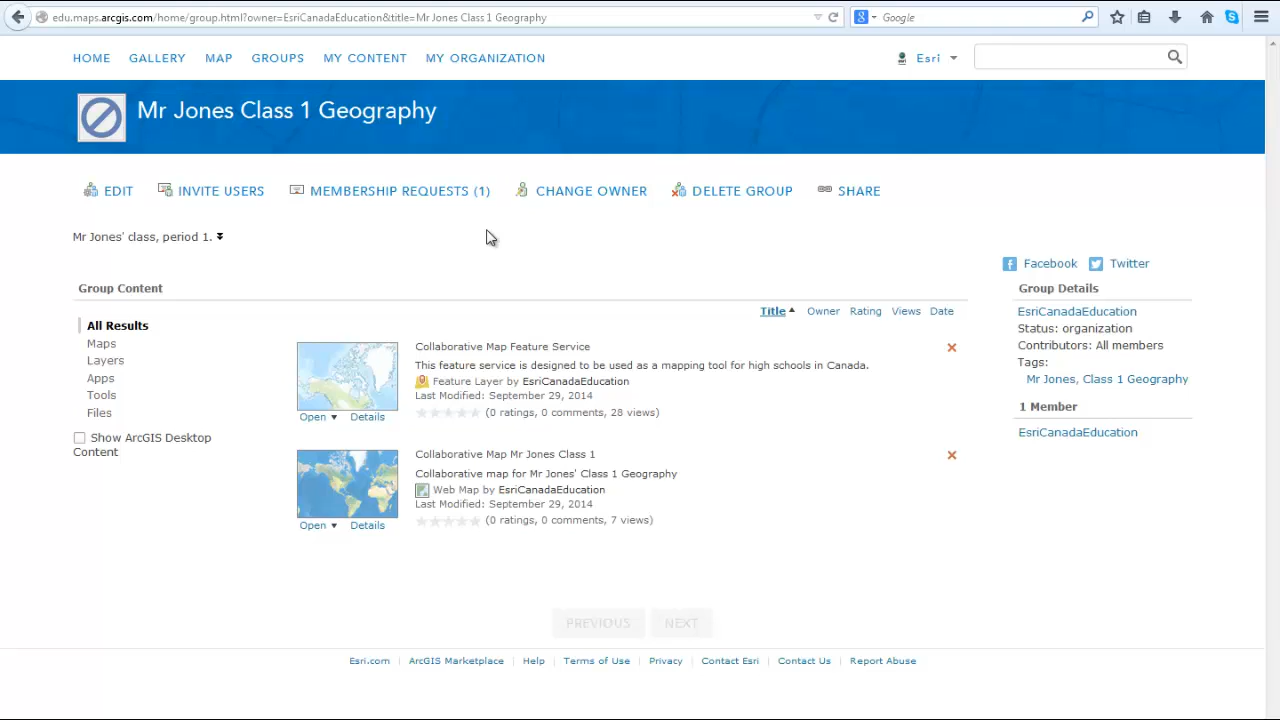 edu.maps.arcgis.com/home/group.html?owner=EsriCanadaEducation&title=Mr Jones Class 1 Geography
Google
HOME GALLERY MAP GROUPS MY CONTENT MY ORGANIZATION
Esri
Mr Jones Class 1 Geography
EDIT INVITE USERS MEMBERSHIP REQUESTS (1) CHANGE OWNER DELETE GROUP SHARE
Mr Jones' class, period 1.
Facebook Twitter
Group Content
Title Owner Rating Views Date
All Results
Maps
Layers
Apps
Tools
Files
Show ArcGIS Desktop
Content
Collaborative Map Feature Service
This feature service is designed to be used as a mapping tool for high schools in Canada.
Feature Layer by EsriCanadaEducation
Last Modified: September 29, 2014
(0 ratings, 0 comments, 28 views)
Open Details
Collaborative Map Mr Jones Class 1
Collaborative map for Mr Jones' Class 1 Geography
Web Map by EsriCanadaEducation
Last Modified: September 29, 2014
(0 ratings, 0 comments, 7 views)
Open Details
Group Details
EsriCanadaEducation
Status: organization
Contributors: All members
Tags:
Mr Jones, Class 1 Geography
1 Member
EsriCanadaEducation
PREVIOUS NEXT
Esri.com ArcGIS Marketplace Help Terms of Use Privacy Contact Esri Contact Us Report Abuse